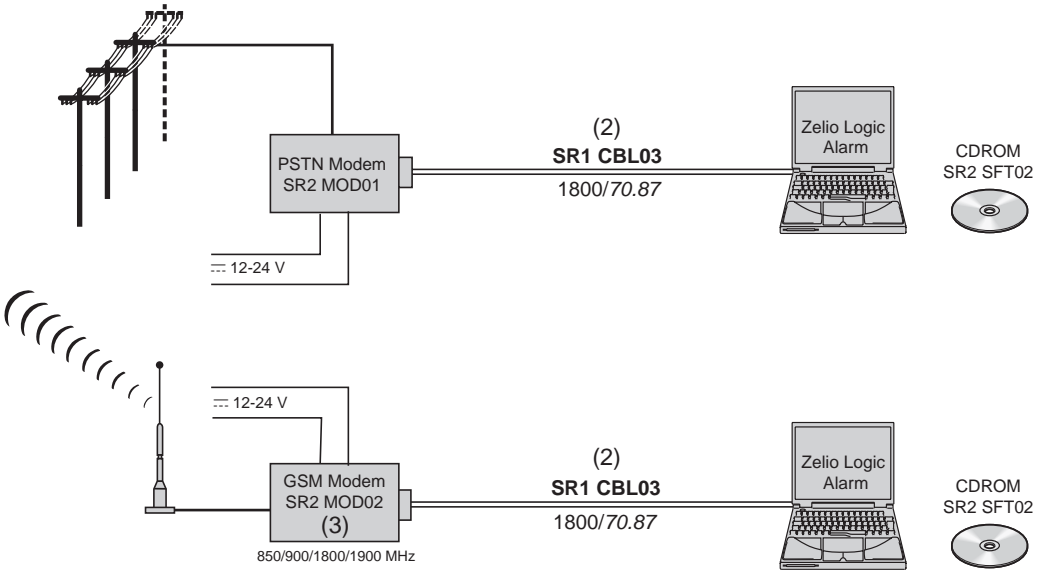 PSTN Modem
SR2 MOD01
(2)
SR1 CBL03
1800/70.87
Zelio Logic
Alarm
CDROM
SR2 SFT02
12-24 V
12-24 V
GSM Modem
SR2 MOD02
(3)
850/900/1800/1900 MHz
(2)
SR1 CBL03
1800/70.87
Zelio Logic
Alarm
CDROM
SR2 SFT02